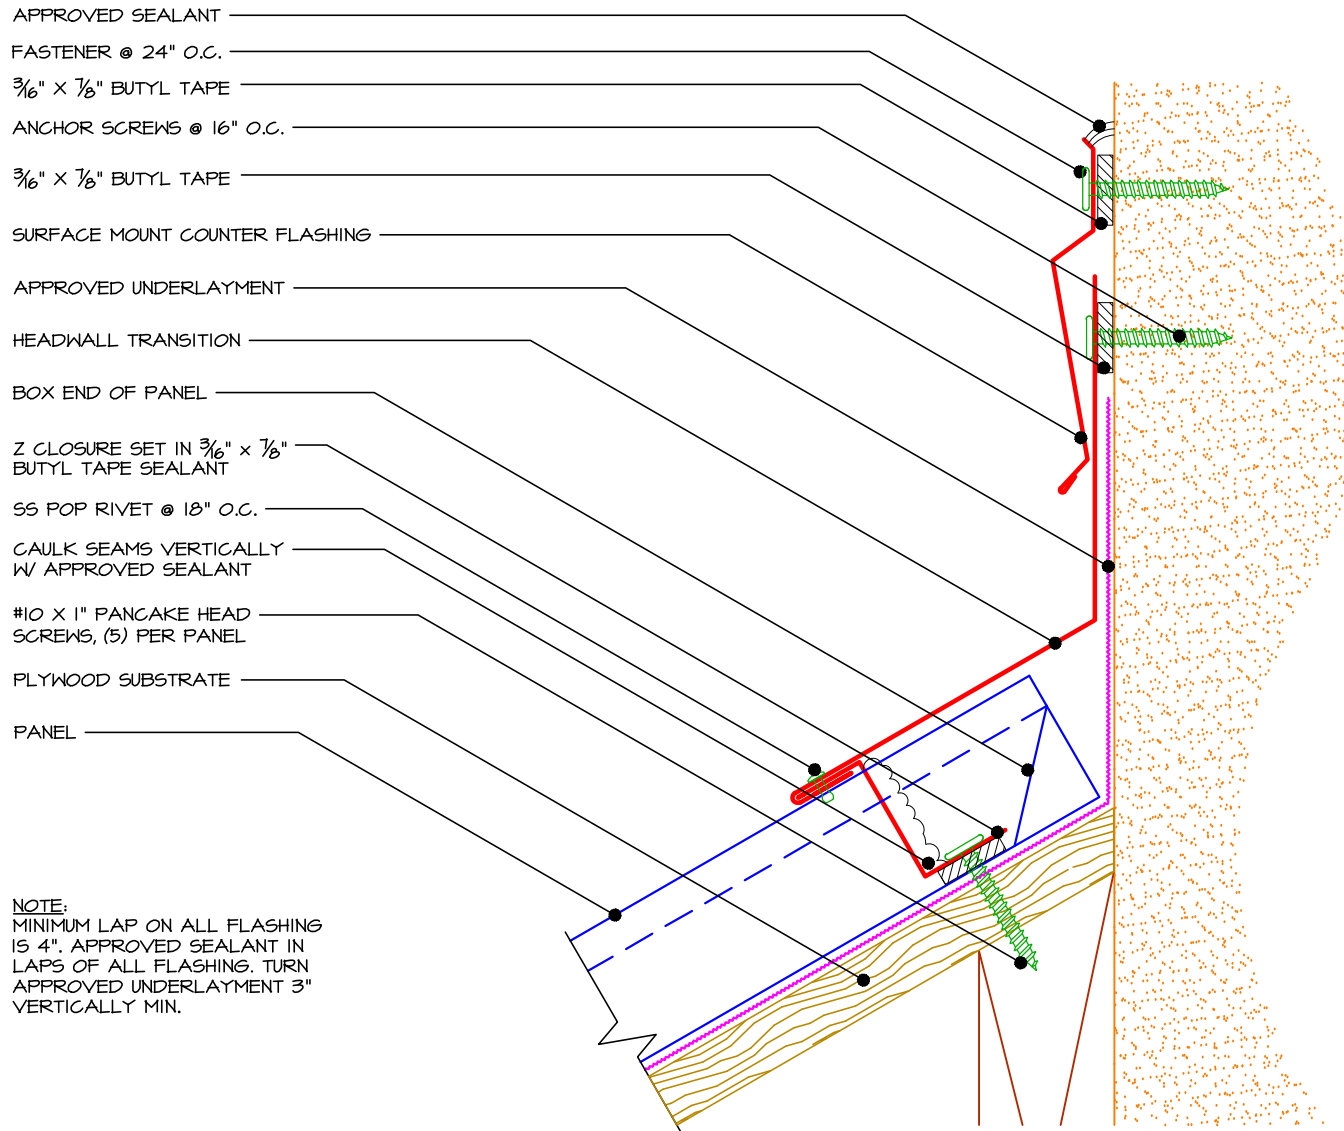 APPROVED SEALANT
FASTENER @ 24" O.C.
3/16" X 7/8" BUTYL TAPE
ANCHOR SCREWS @ 16" O.C.
3/16" X 7/8" BUTYL TAPE
SURFACE MOUNT COUNTER FLASHING
APPROVED UNDERLAYMENT
HEADWALL TRANSITION
BOX END OF PANEL
Z CLOSURE SET IN 3/16" X 7/8"
BUTYL TAPE SEALANT
SS POP RIVET @ 18" O.C.
CAULK SEAMS VERTICALLY
W/ APPROVED SEALANT
#10 X 1" PANCAKE HEAD
SCREWS, (5) PER PANEL
PLYWOOD SUBSTRATE
PANEL
NOTE:
MINIMUM LAP ON ALL FLASHING
IS 4". APPROVED SEALANT IN
LAPS OF ALL FLASHING. TURN
APPROVED UNDERLAYMENT 3"
VERTICALLY MIN.